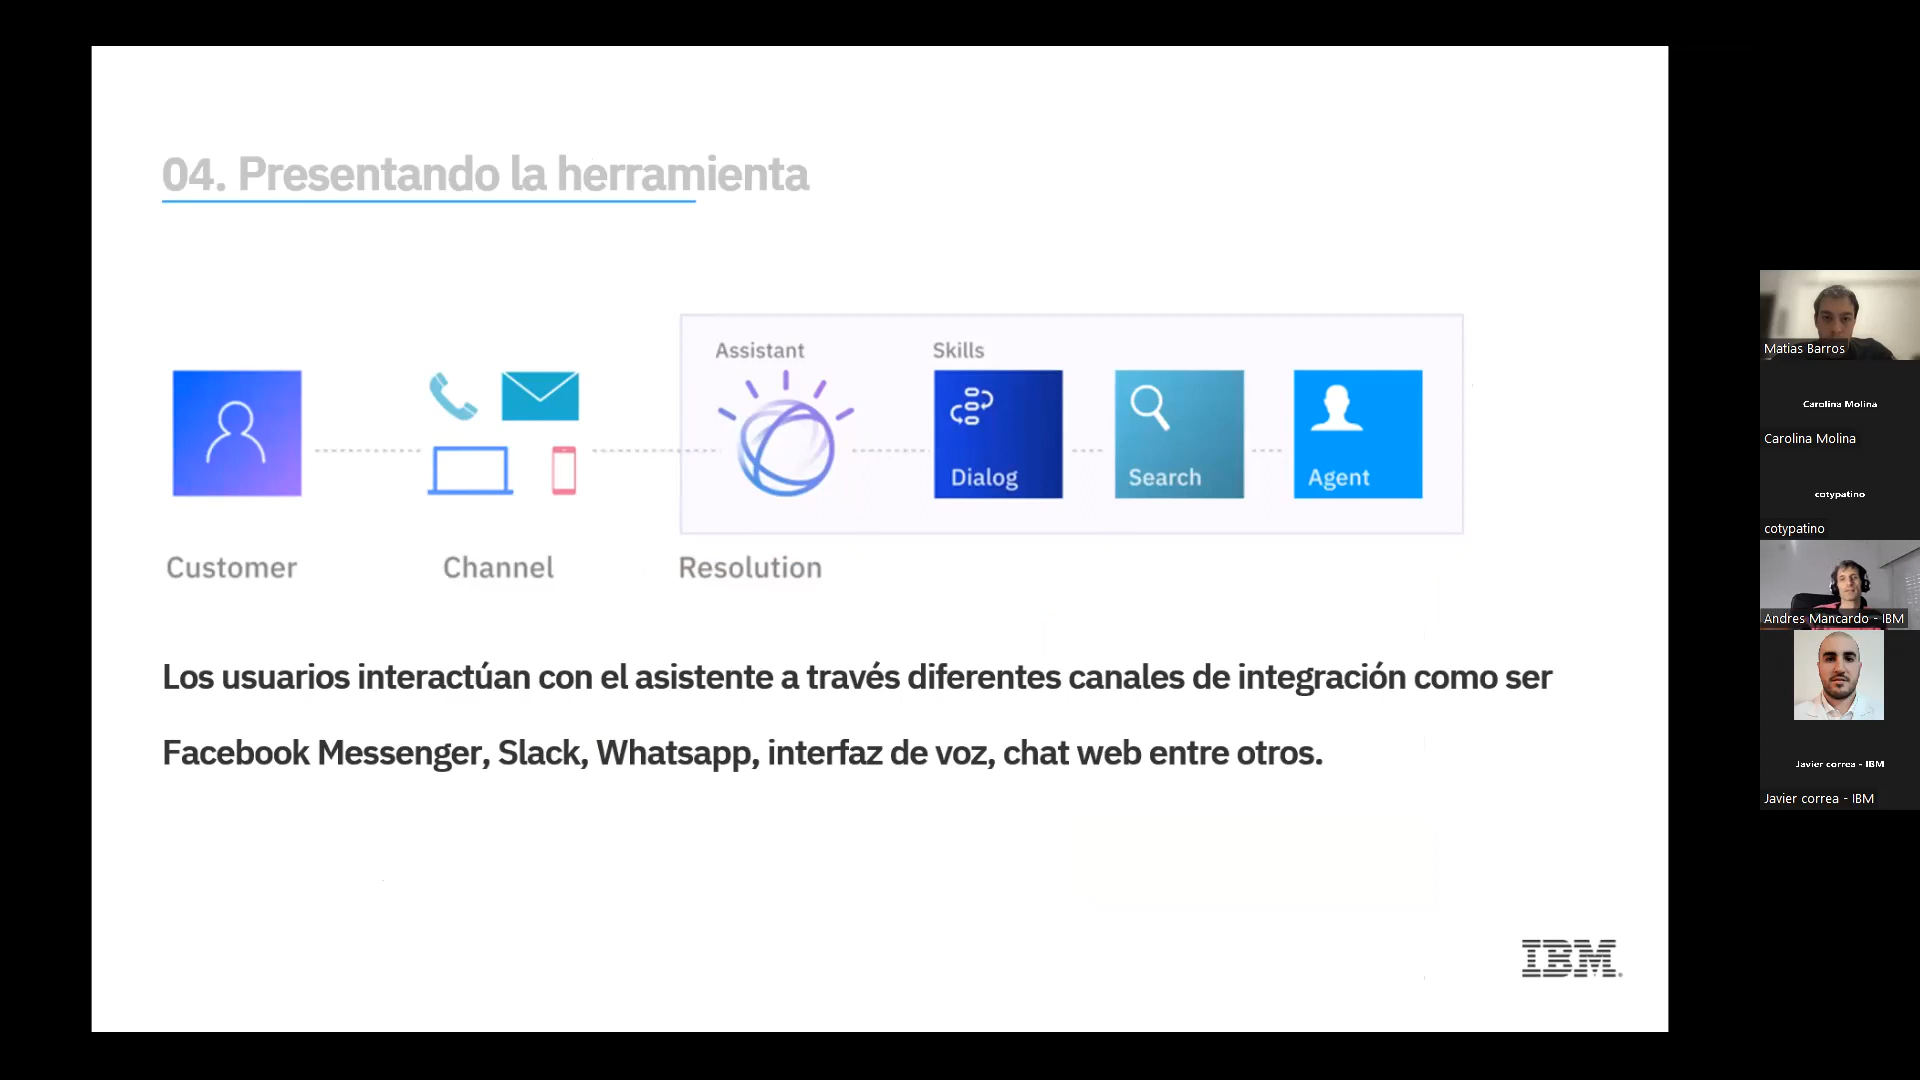 04. Presentando la herramienta
Assistant
Skills
Dialog
Search
Agent
Customer
Channel
Resolution
Los usuarios interactúan con el asistente a través diferentes canales de integración como ser
Facebook Messenger, Slack, Whatsapp, interfaz de voz, chat web entre otros.
IBM
Matias Barros
Carolina Molina
Carolina Molina
cotypatino
cotypatino
Andres Mancardo - IBM
Javier correa - IBM
Javier correa - IBM